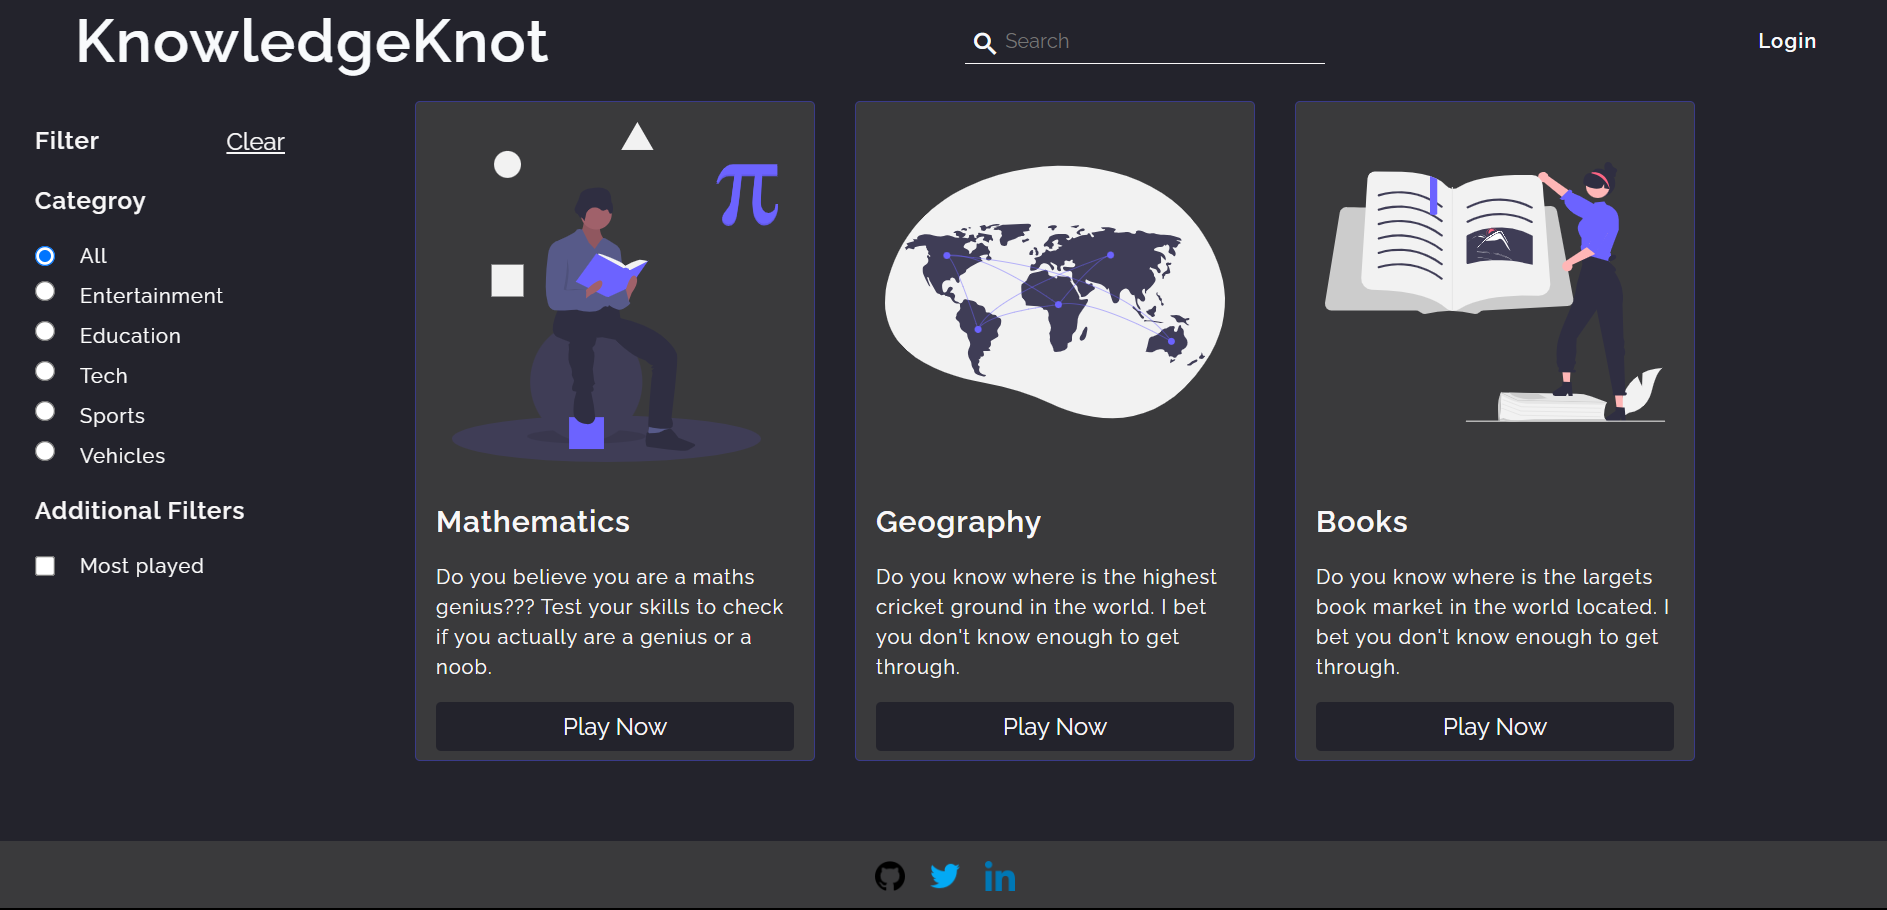 KnowledgeKnot
Search
Login
Filter
Clear
Categroy
All
Entertainment
Education
Tech
Sports
Vehicles
Additional Filters
Most played
π
Mathematics
Do you believe you are a maths
genius??? Test your skills to check
if you actually are a genius or a
noob.
Play Now
Geography
Do you know where is the highest
cricket ground in the world. I bet
you don't know enough to get
through.
Play Now
Books
Do you know where is the largets
book market in the world located. I
bet you don't know enough to get
through.
Play Now
in